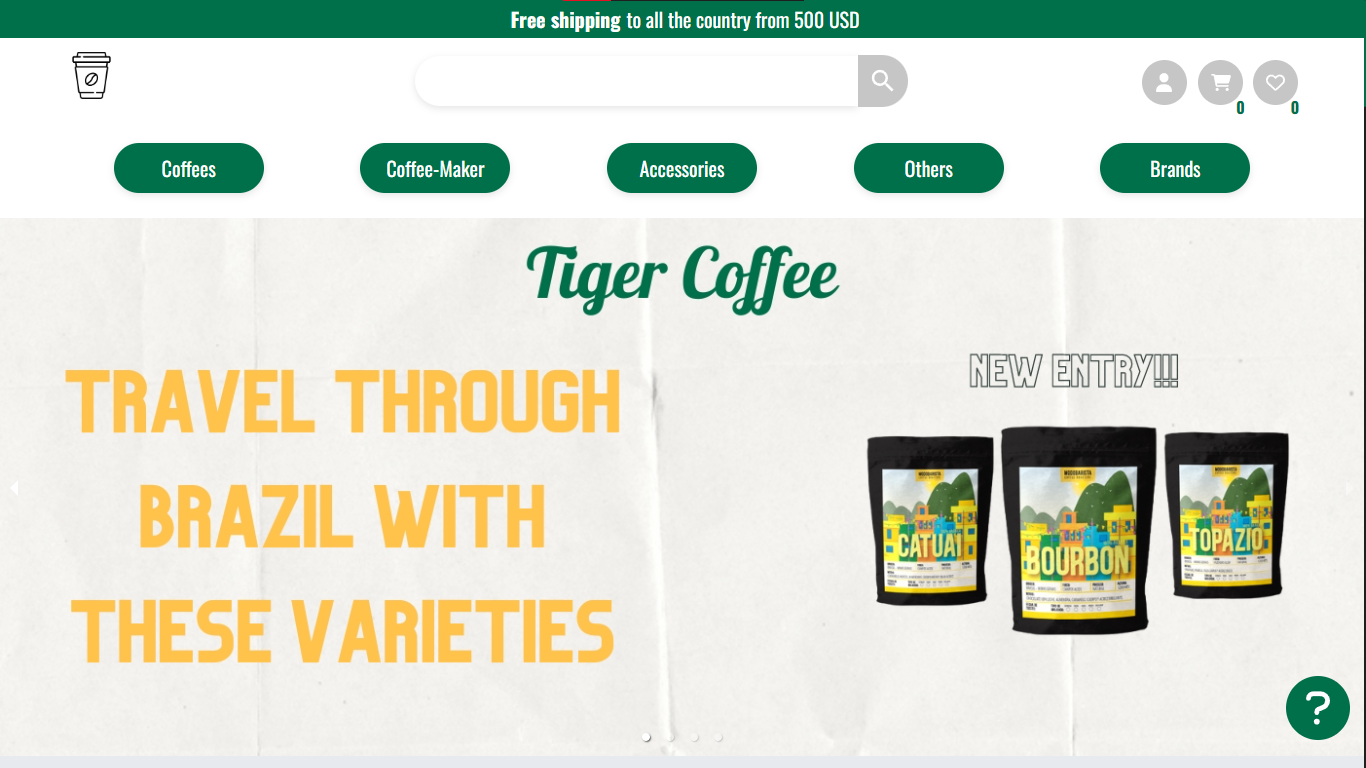 Free shipping to all the country from 500 USD
0
0
Coffees
Coffee-Maker
Accessories
Others
Brands
Tiger Coffee
NEW ENTRY!!!
TRAVEL THROUGH
BRAZIL WITH
THESE VARIETIES
CATUAI
BOURBON
TOPAZIO
?